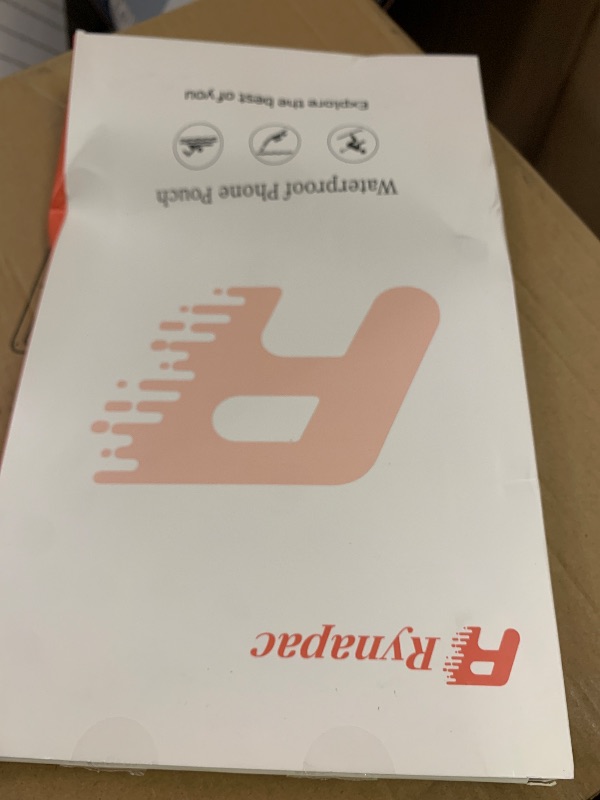 Rynapac
Waterproof Phone Pouch
Explore the best of you